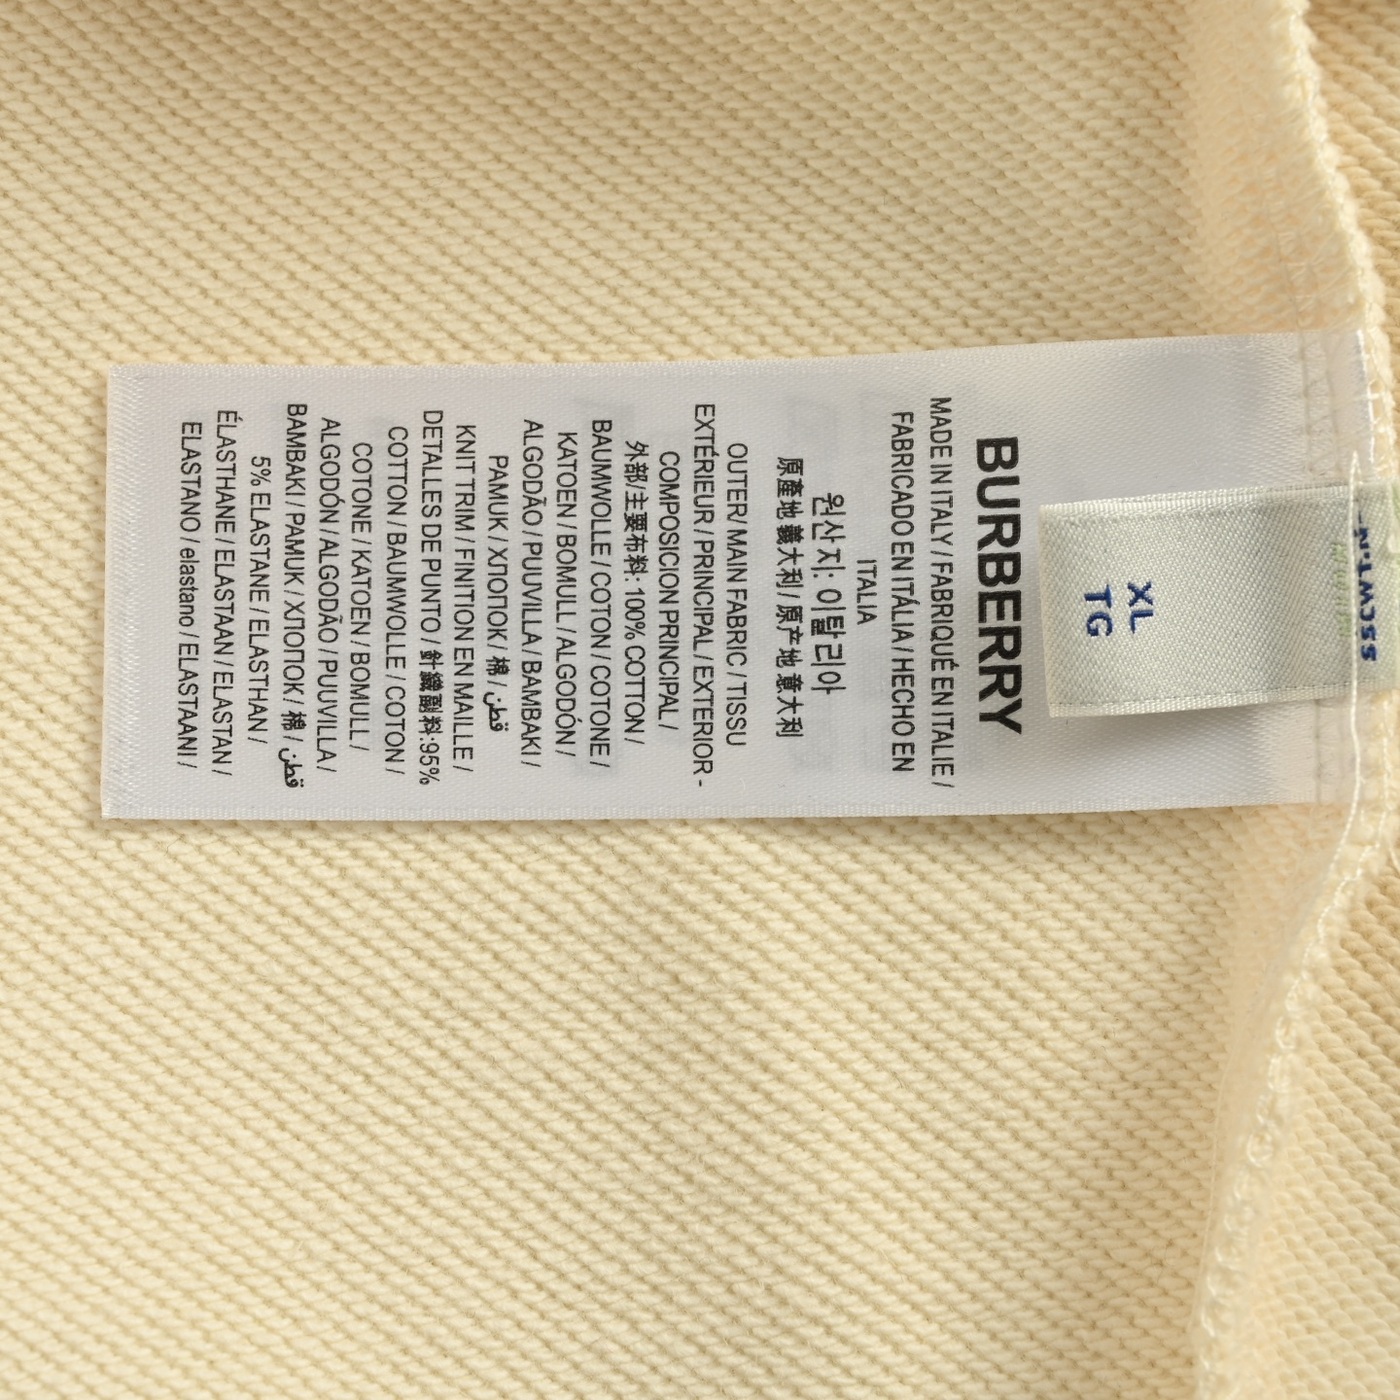 BURBERRY
MADE IN ITALY / FABRIQUÉ EN ITALIE /
FABRICADO EN ITÁLIA / HECHO EN
ITALIA
원산지: 이탈리아
原產地義大利 / 原产地意大利
OUTER/ MAIN FABRIC / TISSU
EXTÉRIEUR / PRINCIPAL / EXTERIOR -
COMPOSICION PRINCIPAL /
外部/主要布料: 100% COTTON /
BAUMWOLLE / COTON / COTONE /
KATOEN / BOMULL / ALGODÓN /
ALGODÃO / PUUVILLA / BAMBAKI /
PAMUK / ХЛОПОК / 棉 / قطن
KNIT TRIM / FINITION EN MAILLE /
DETALLES DE PUNTO / 針織副料:95%
COTTON / BAUMWOLLE / COTON /
COTONE / KATOEN / BOMULL /
ALGODÓN / ALGODÃO / PUUVILLA /
BAMBAKI / PAMUK / ХЛОПОК / 棉 / قطن
5% ELASTANE / ELASTHAN /
ÉLASTHANE / ELASTAAN / ELASTAN /
ELASTANO / elastano / ELASTAANI /
XL
TG